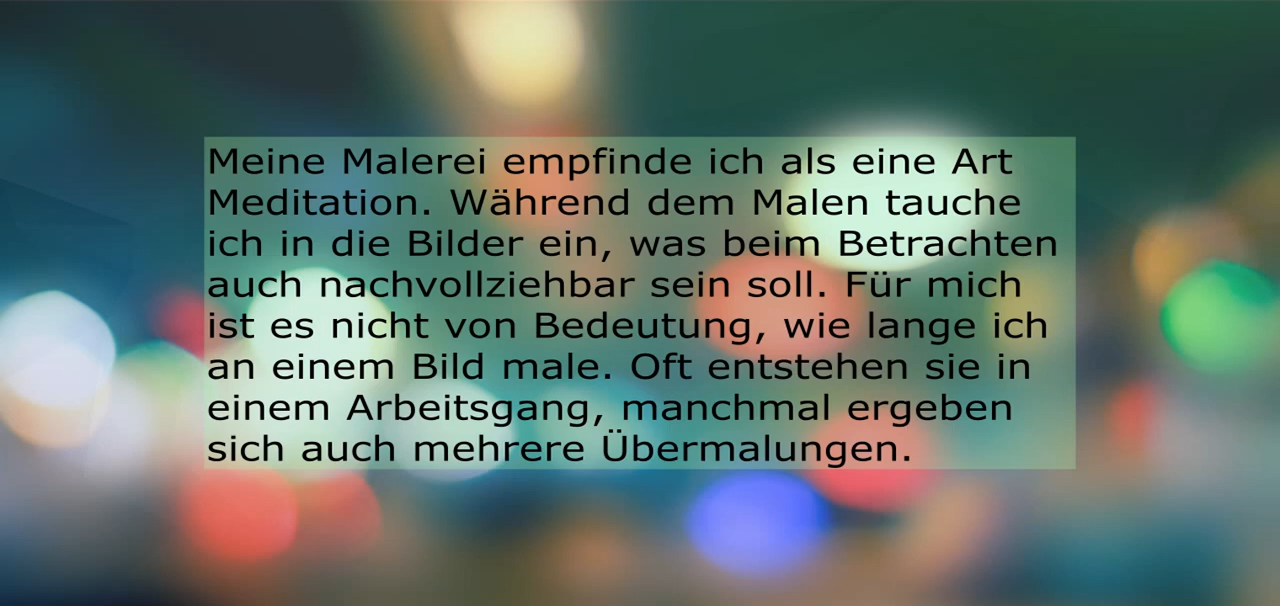 Meine Malerei empfinde ich als eine Art
Meditation. Während dem Malen tauche
ich in die Bilder ein, was beim Betrachten
auch nachvollziehbar sein soll. Für mich
ist es nicht von Bedeutung, wie lange ich
an einem Bild male. Oft entstehen sie in
einem Arbeitsgang, manchmal ergeben
sich auch mehrere Übermalungen.